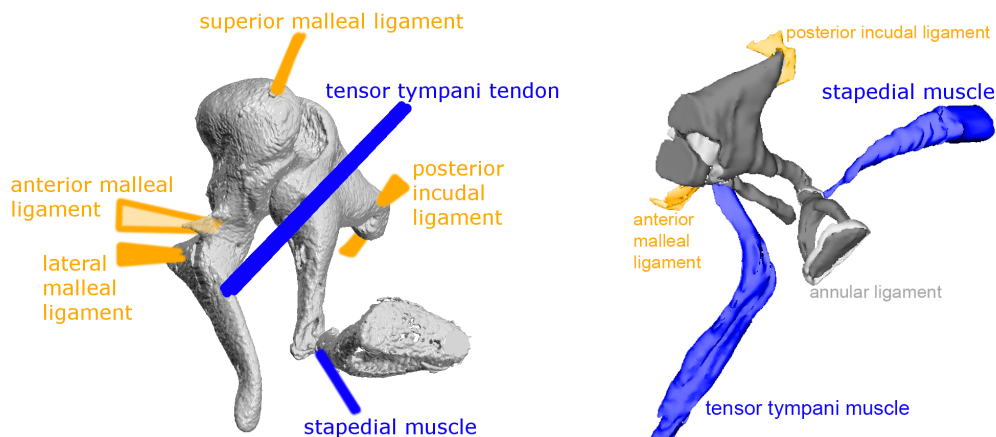 superior malleal ligament
tensor tympani tendon
posterior
incudal
ligament
anterior malleal
ligament
lateral
malleal
ligament
stapedial muscle
posterior incudal ligament
stapedial muscle
anterior
malleal
ligament
annular ligament
tensor tympani muscle